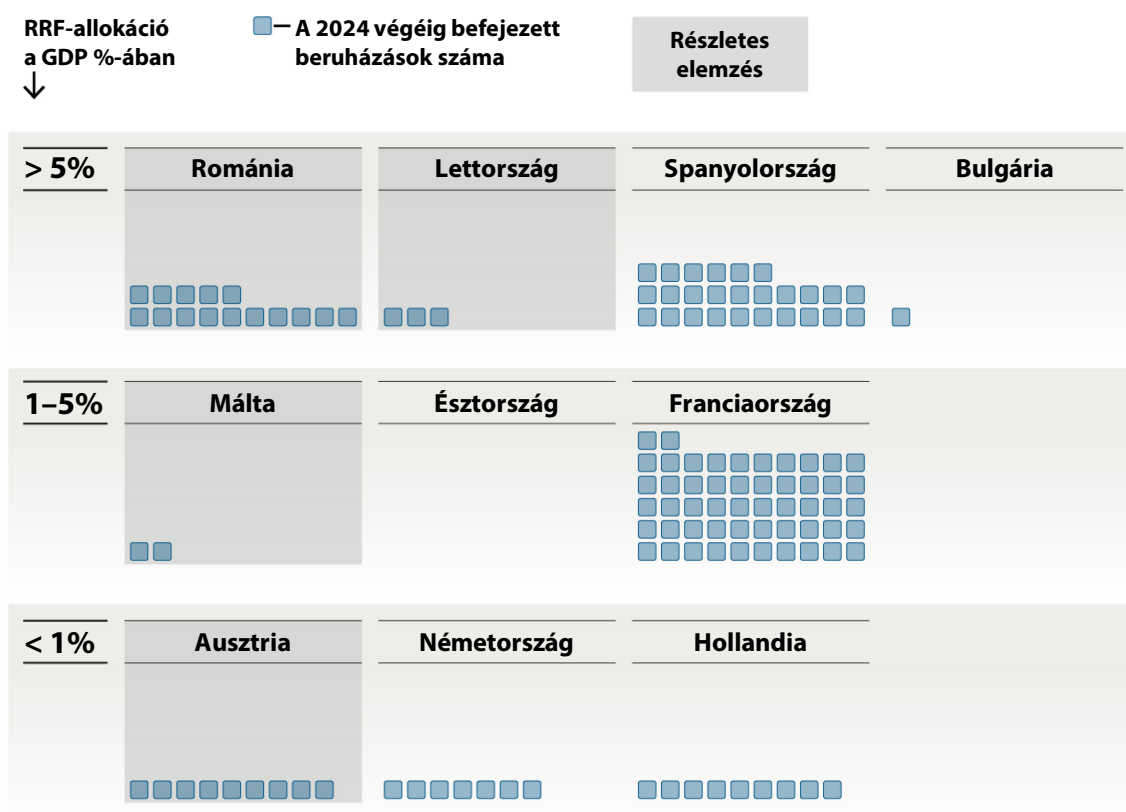 RRF-allokáció
a GDP %-ában
A 2024 végéig befejezett
beruházások száma
Részletes
elemzés
> 5%
Románia
Lettország
Spanyolország
Bulgária
1–5%
Málta
Észtország
Franciaország
< 1%
Ausztria
Németország
Hollandia